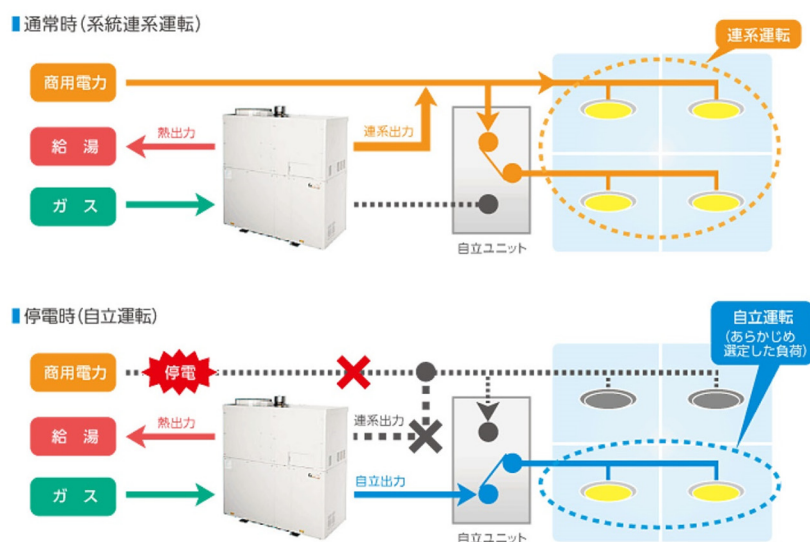 通常時(系統連系運転)
連系運転
商用電力
熱出力
連系出力
給湯
ガス
自立ユニット
停電時(自立運転)
自立運転
(あらかじめ
選定した負荷)
商用電力
停電
熱出力
連系出力
給湯
ガス
自立出力
自立ユニット